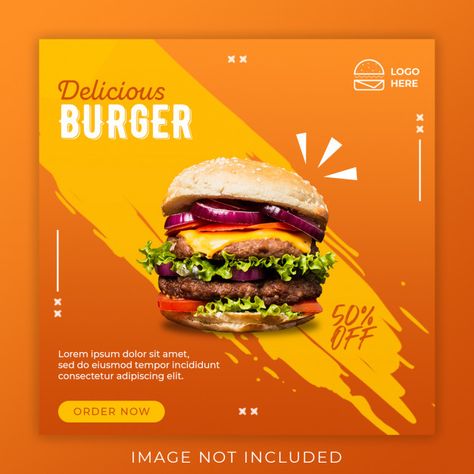 Delicious
BURGER
LOGO
HERE
50%
OFF
Lorem ipsum dolor sit amet,
sed do eiusmod tempor incididunt
consectetur adipiscing elit.
ORDER NOW
IMAGE NOT INCLUDED